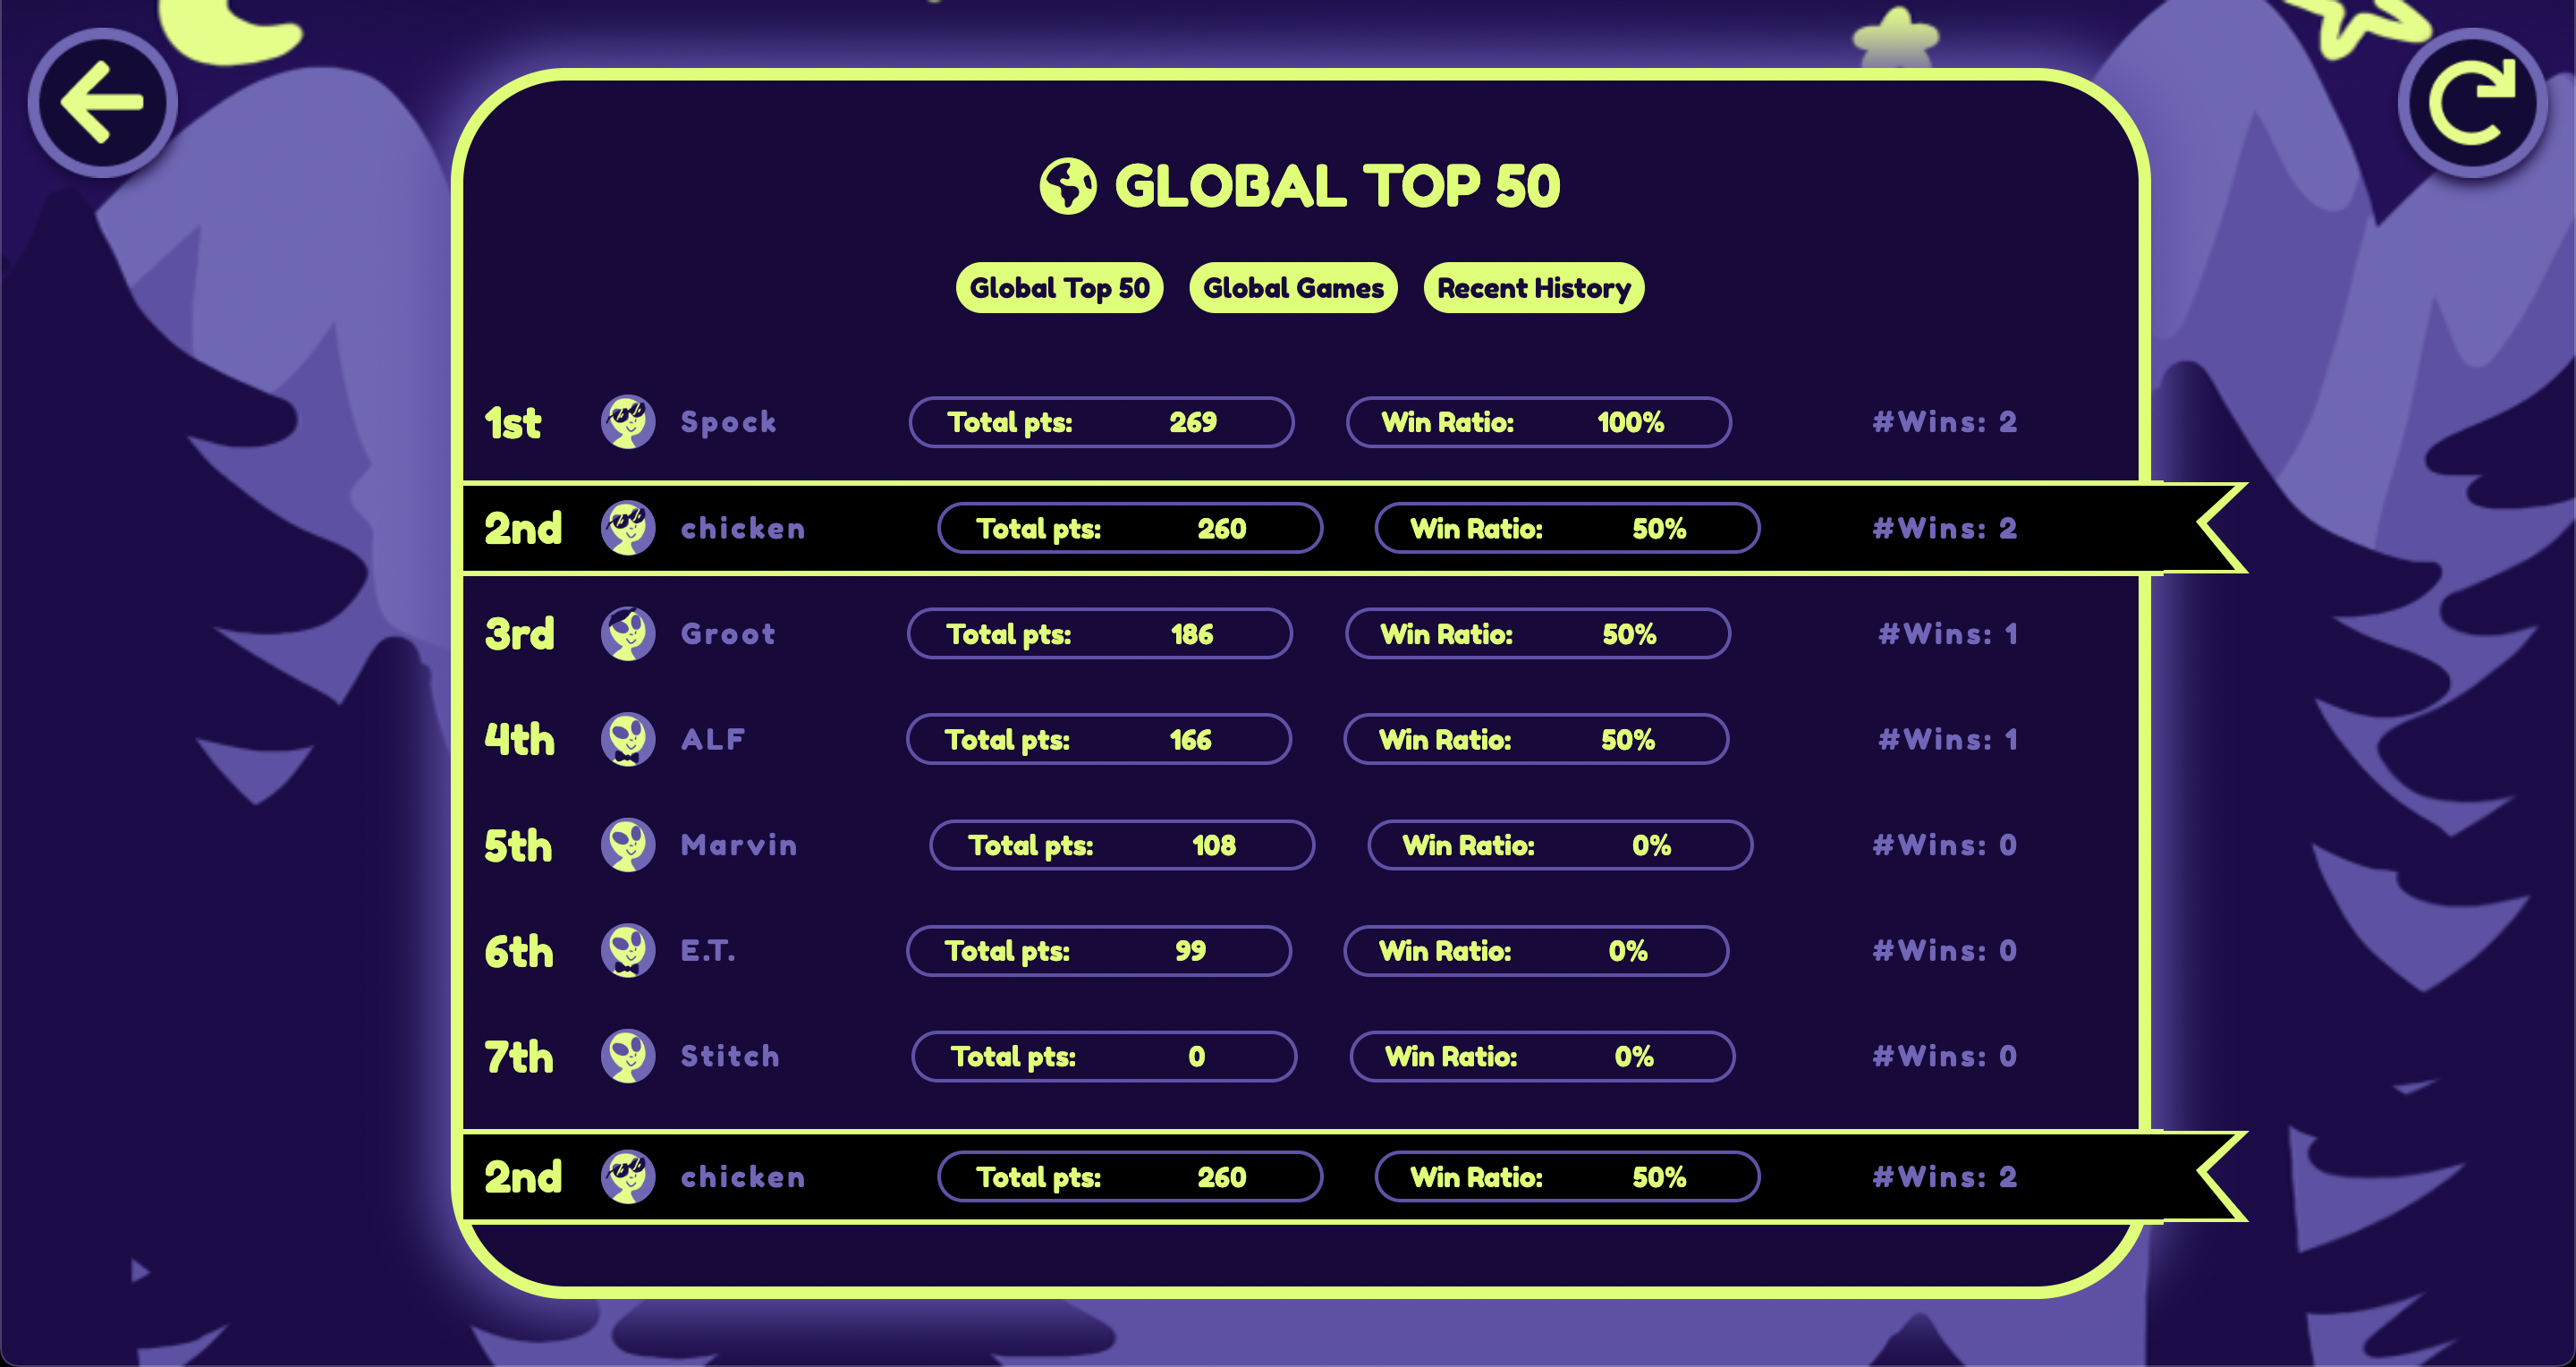 GLOBAL TOP 50
Global Top 50 Global Games Recent History
1st Spock Total pts: 269 Win Ratio: 100% #Wins: 2
2nd chicken Total pts: 260 Win Ratio: 50% #Wins: 2
3rd Groot Total pts: 186 Win Ratio: 50% #Wins: 1
4th ALF Total pts: 166 Win Ratio: 50% #Wins: 1
5th Marvin Total pts: 108 Win Ratio: 0% #Wins: 0
6th E.T. Total pts: 99 Win Ratio: 0% #Wins: 0
7th Stitch Total pts: 0 Win Ratio: 0% #Wins: 0
2nd chicken Total pts: 260 Win Ratio: 50% #Wins: 2